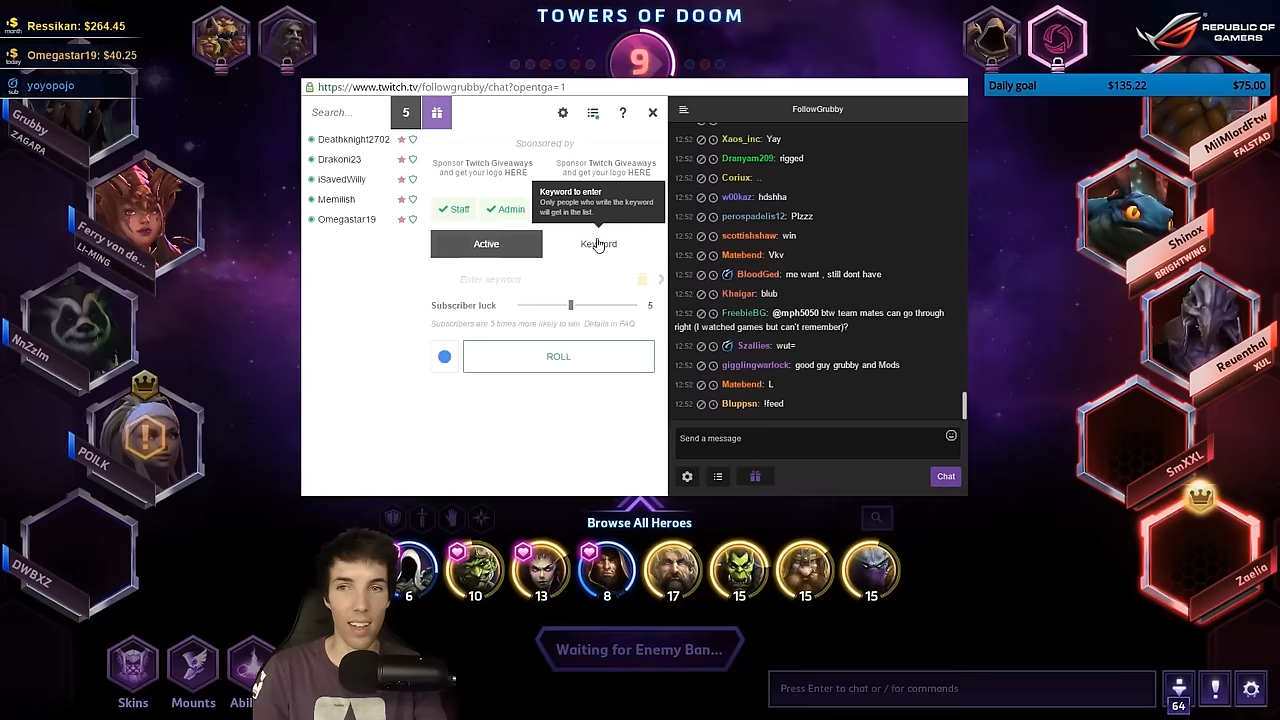 TOWERS OF DOOM
$
month
Ressikan: $264.45
$
today
Omegastar19: $40.25
sub
yoyopojo
9
REPUBLIC OF
GAMERS
Daily goal
$135.22
$75.00
Grubby
ZAGARA
Ferry van de...
LI-MING
NnZzIm
POILK
DWBXZ
MilMlordFtw
FALSTAD
Shinox
BRIGHTWING
Reuenthal
XUL
SmXXL
Zaelia
https://www.twitch.tv/followgrubby/chat?opentga=1
Search...
5
?
Deathknight2702
Drakoni23
iSavedWilly
Memilish
Omegastar19
Sponsored by
Sponsor Twitch Giveaways
and get your logo HERE
Sponsor Twitch Giveaways
and get your logo HERE
Keyword to enter
Only people who write the keyword
will get in the list.
Staff
Admin
Active
Keyword
Enter keyword
Subscriber luck
5
Subscribers are 5 times more likely to win. Details in FAQ.
ROLL
FollowGrubby
12:52 Xaos_inc: Yay
12:52 Dranyam209: rigged
12:52 Coriux: ..
12:52 w00kaz: hdshha
12:52 perospadelis12: Plzzz
12:52 scottishshaw: win
12:52 Matebend: Vkv
12:52 BloodGed: me want , still dont have
12:52 Khaigar: blub
12:52 FreebieBG: @mph5050 btw team mates can go through
right (I watched games but can't remember)?
12:52 Szallies: wut=
12:52 gigglingwarlock: good guy grubby and Mods
12:52 Matebend: L
12:52 Bluppsn: !feed
Send a message
Chat
Browse All Heroes
6
10
13
8
17
15
15
15
Waiting for Enemy Ban...
Skins
Mounts
Abil
Press Enter to chat or / for commands
64